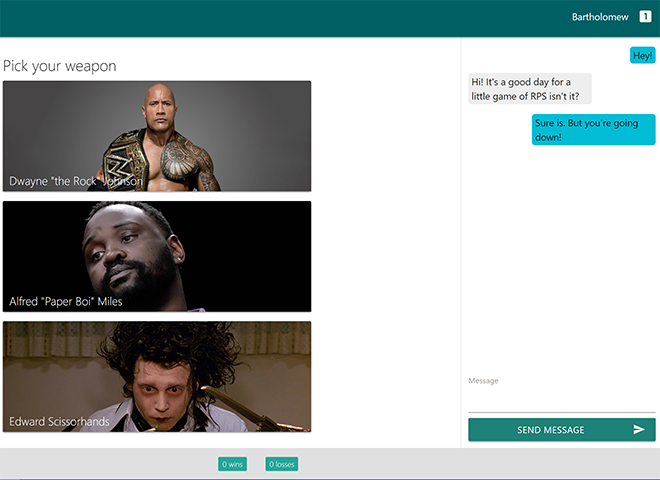 Bartholomew 1
Pick your weapon
Dwayne "the Rock" Johnson
Alfred "Paper Boi" Miles
Edward Scissorhands
Hey!
Hi! It's a good day for a
little game of RPS isn't it?
Sure is. But you're going
down!
Message
SEND MESSAGE
0 wins
0 losses